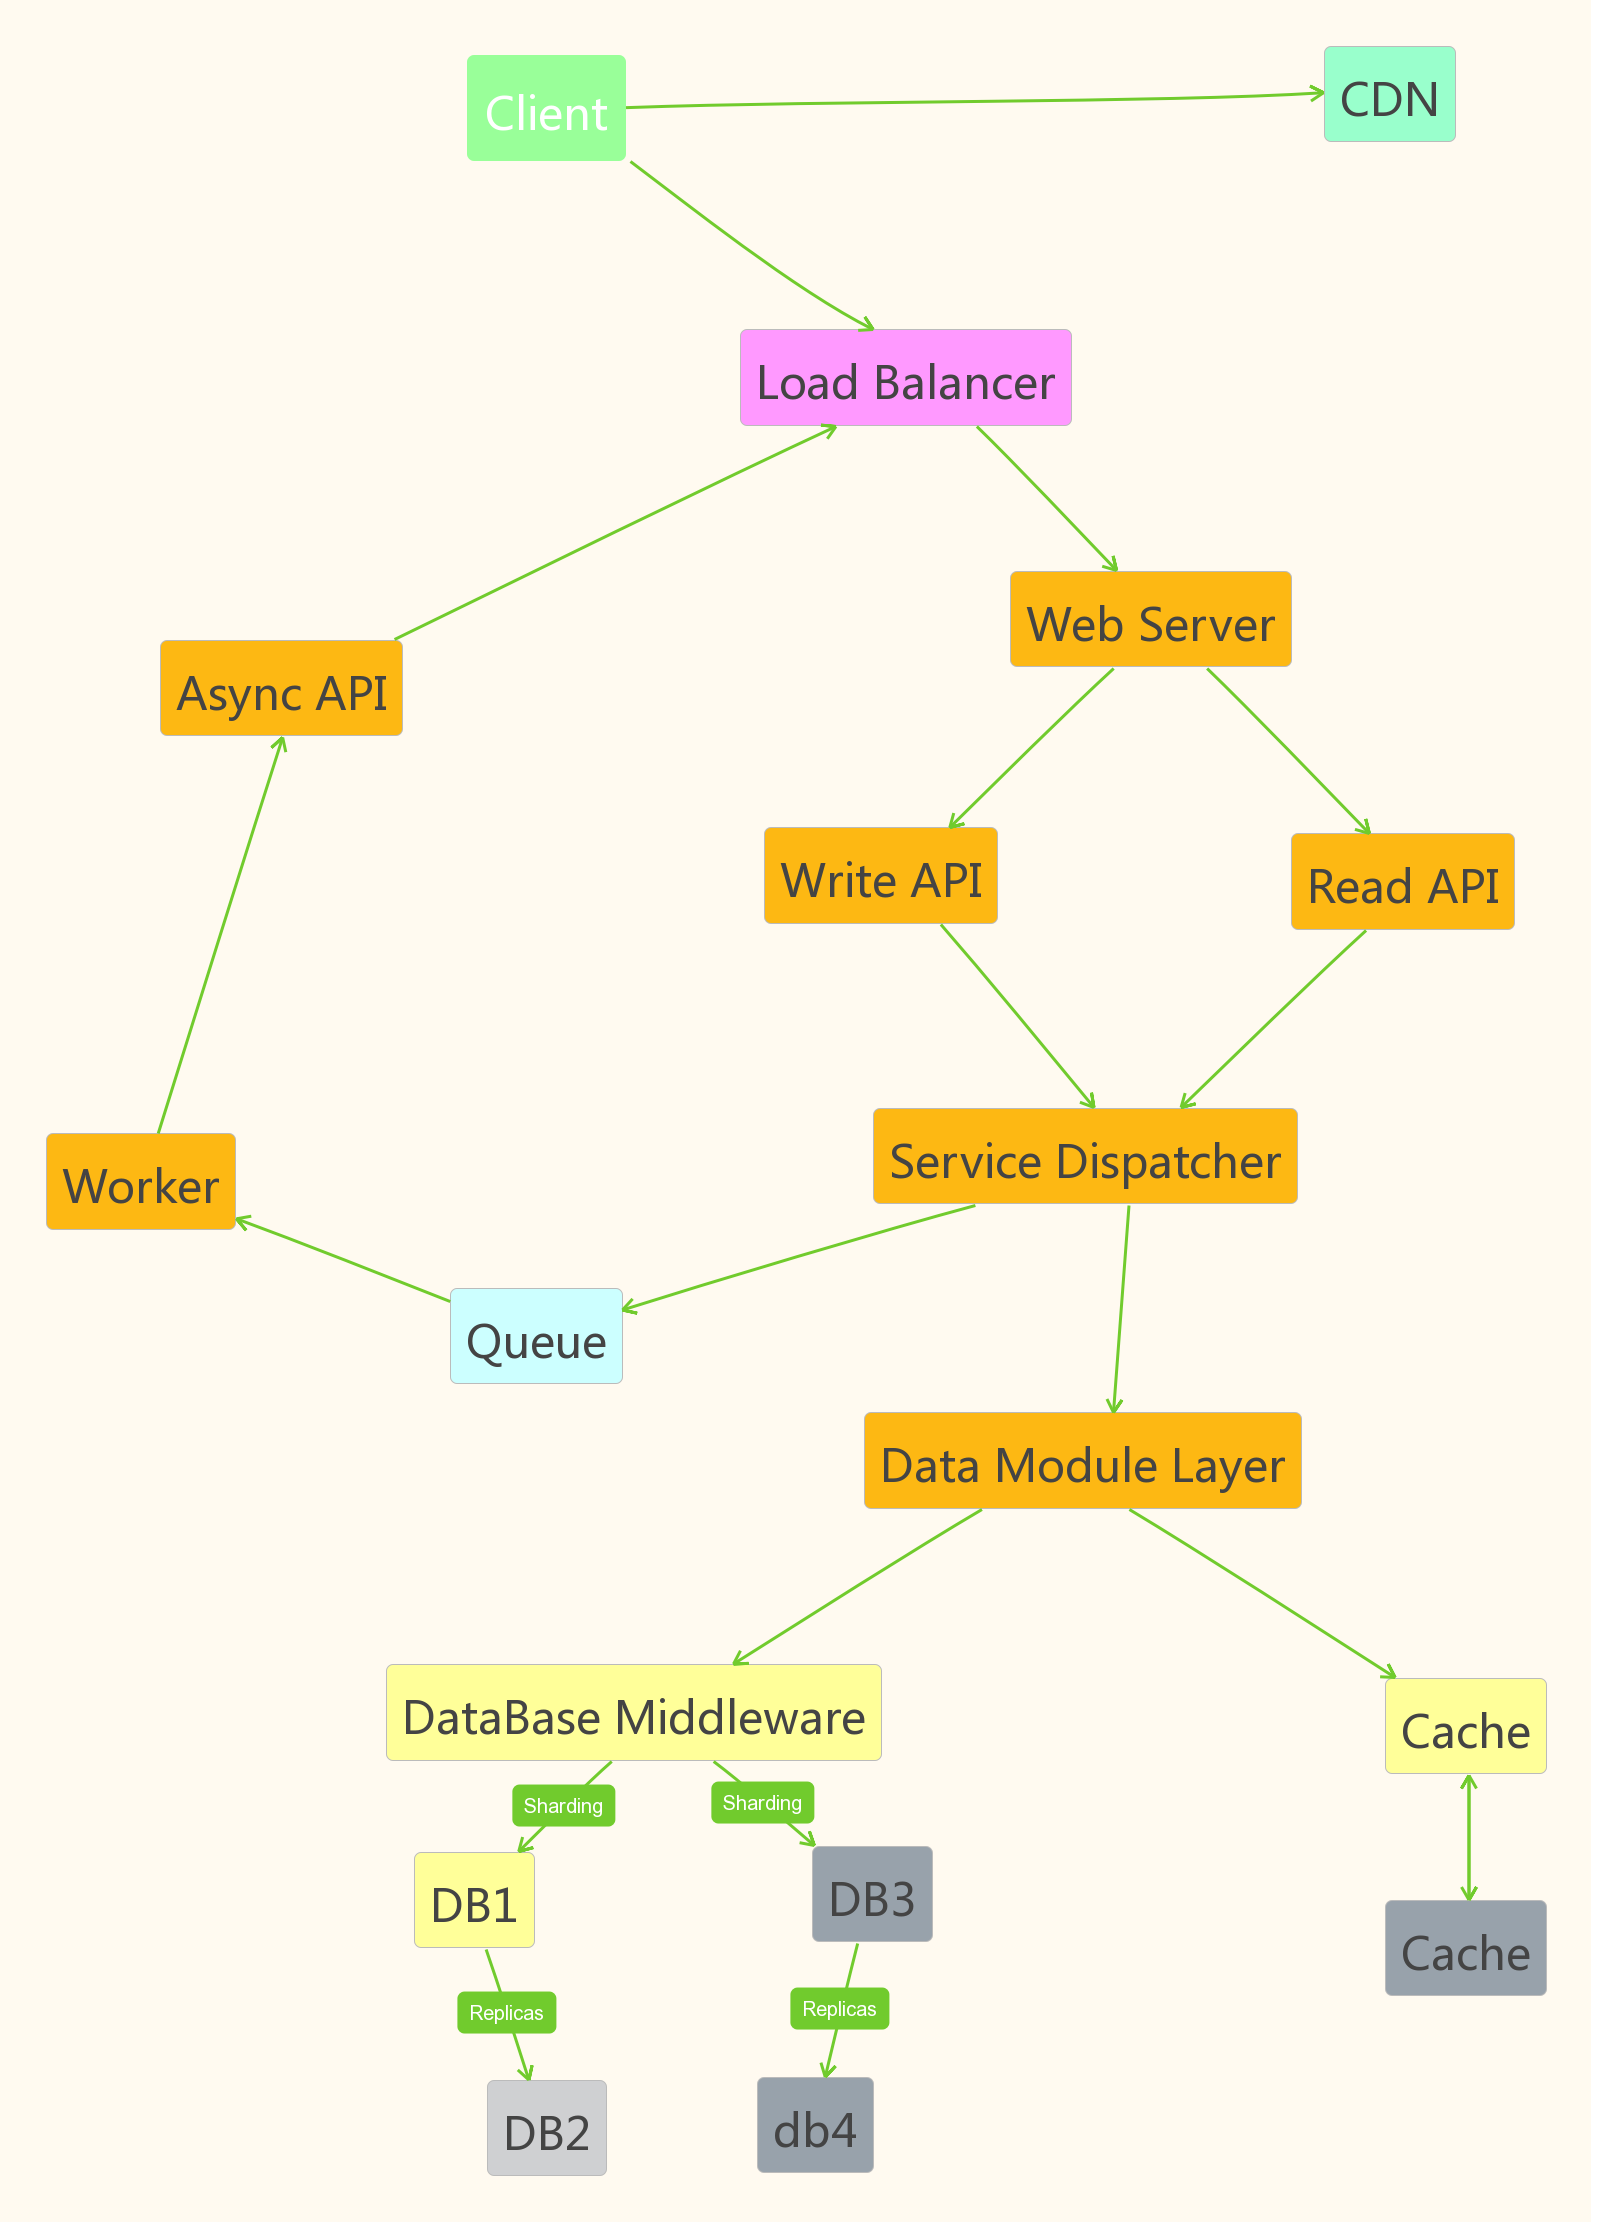 Client
CDN
Load Balancer
Web Server
Async API
Write API
Read API
Service Dispatcher
Worker
Queue
Data Module Layer
DataBase Middleware
Cache
Sharding
Sharding
DB1
DB3
Cache
Replicas
Replicas
DB2
db4